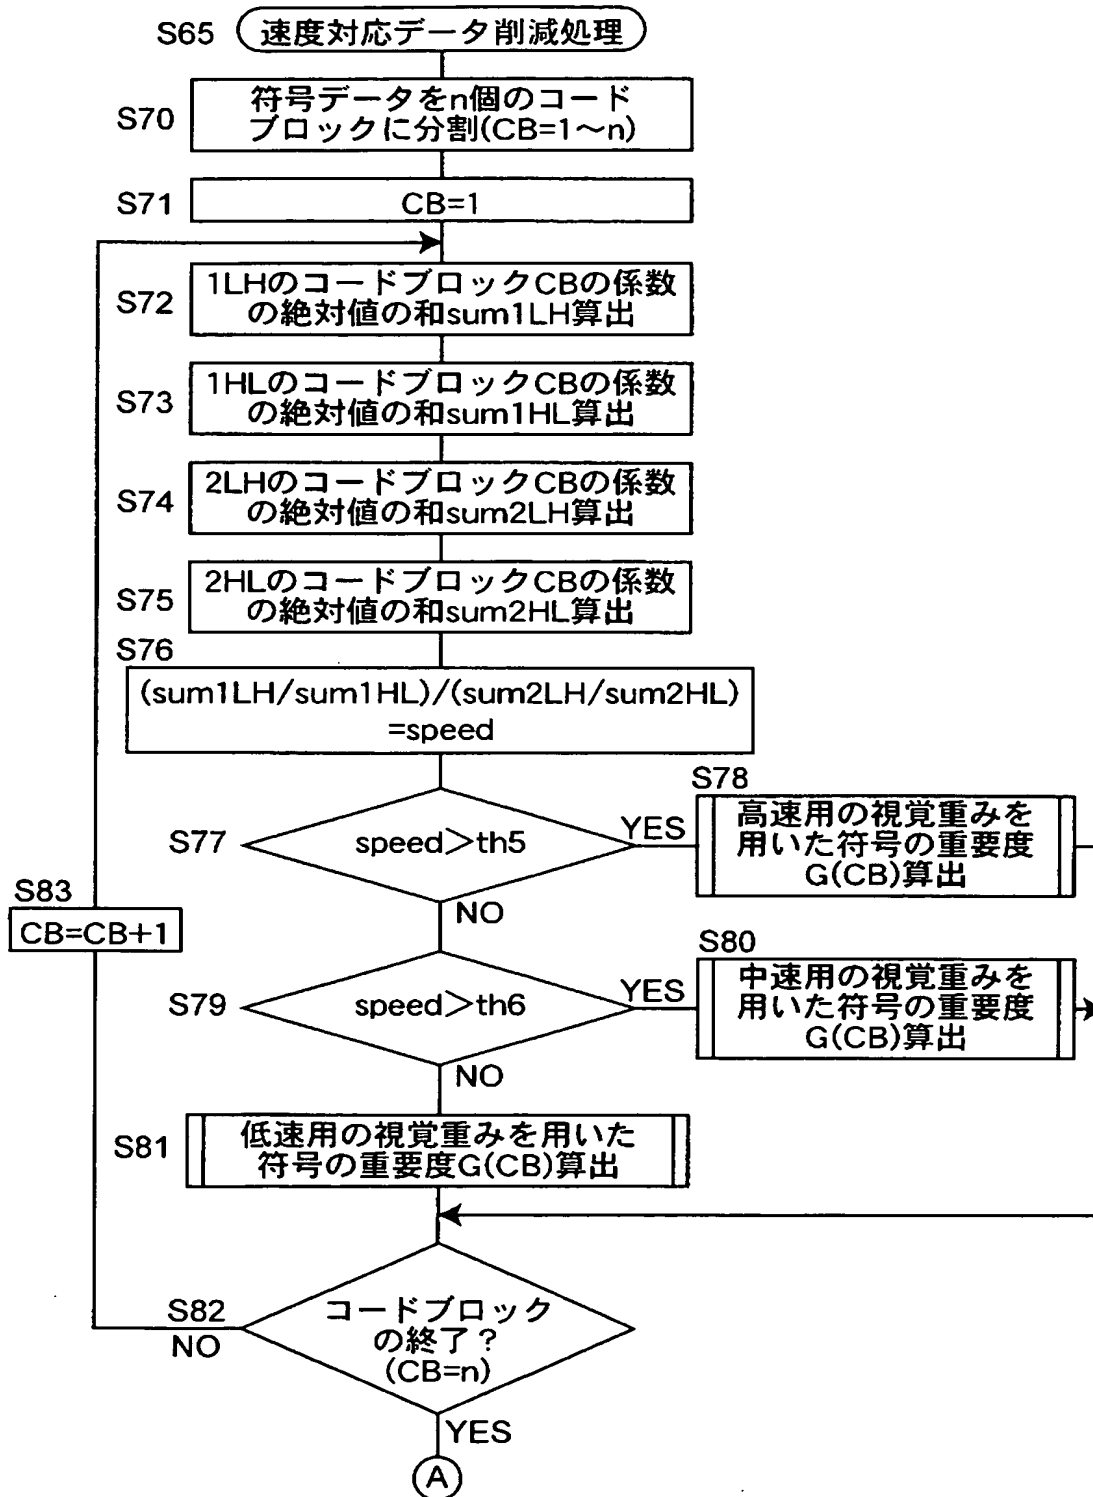 S65 速度対応データ削減処理
S70
符号データをn個のコード
ブロックに分割(CB=1～n)
S71
CB=1
S72
1LHのコードブロックCBの係数
の絶対値の和sum1LH算出
S73
1HLのコードブロックCBの係数
の絶対値の和sum1HL算出
S74
2LHのコードブロックCBの係数
の絶対値の和sum2LH算出
S75
2HLのコードブロックCBの係数
の絶対値の和sum2HL算出
S76
(sum1LH/sum1HL)/(sum2LH/sum2HL)
=speed
S77
speed＞th5
YES
NO
S78
高速用の視覚重みを
用いた符号の重要度
G(CB)算出
S79
speed＞th6
YES
NO
S80
中速用の視覚重みを
用いた符号の重要度
G(CB)算出
S81
低速用の視覚重みを用いた
符号の重要度G(CB)算出
S82
コードブロック
の終了？
(CB=n)
NO
YES
S83
CB=CB+1
A